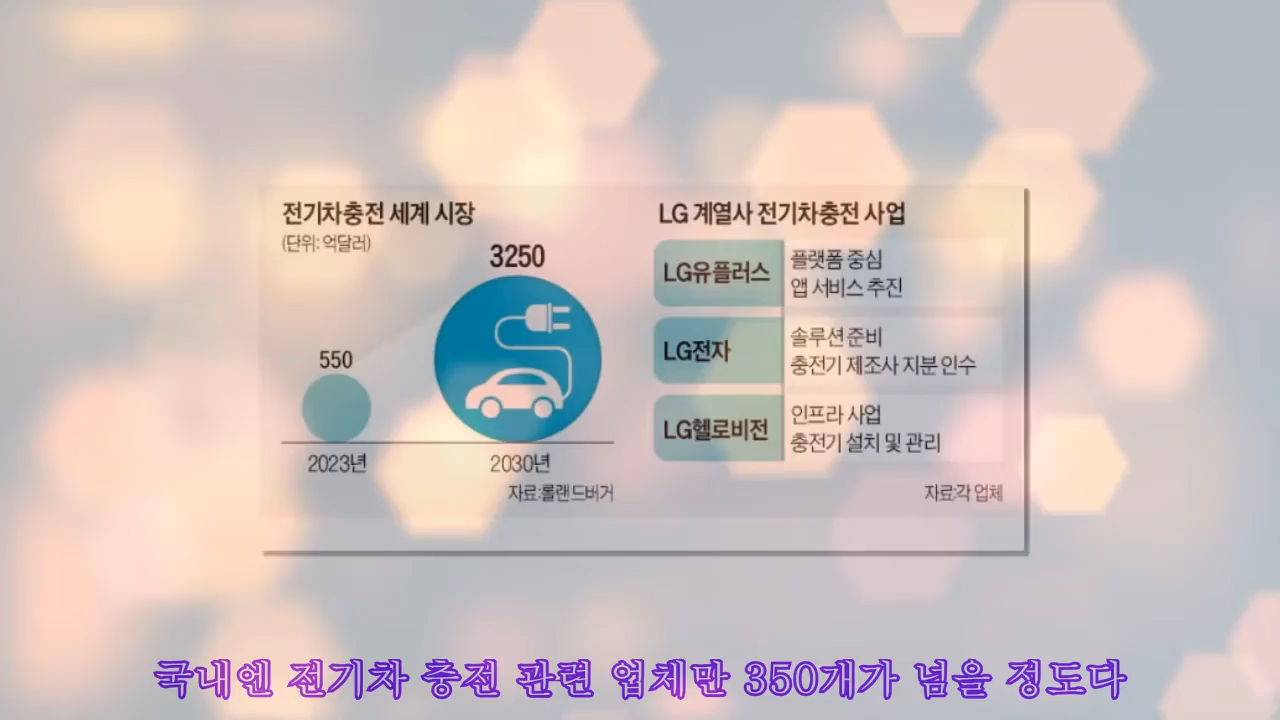 전기차충전 세계 시장
(단위: 억달러)
3250
550
2023년
2030년
자료:롤랜드버거
LG 계열사 전기차충전 사업
LG유플러스
플랫폼 중심
앱 서비스 추진
LG전자
솔루션 준비
충전기 제조사 지분 인수
LG헬로비전
인프라 사업
충전기 설치 및 관리
자료:각 업체
국내엔 전기차 충전 관련 업체만 350개가 넘을 정도다